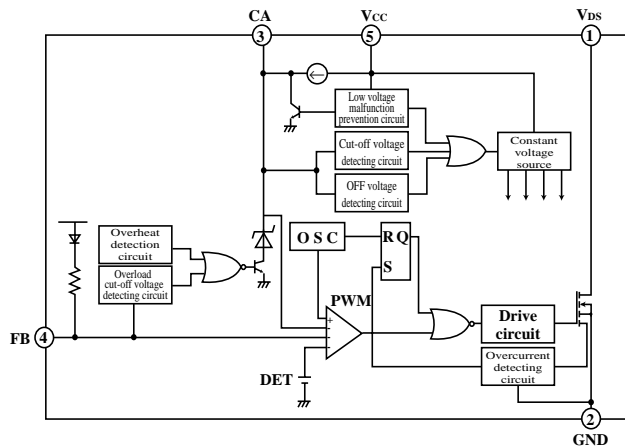 CA
3
VCC
5
VDS
1
Low voltage
malfunction
prevention circuit
Cut-off voltage
detecting circuit
OFF voltage
detecting circuit
Constant
voltage
source
Overheat
detection
circuit
Overload
cut-off voltage
detecting circuit
O S C
R Q
S
PWM
+
-
-
-
FB 4
DET
Drive
circuit
Overcurrent
detecting
circuit
2
GND